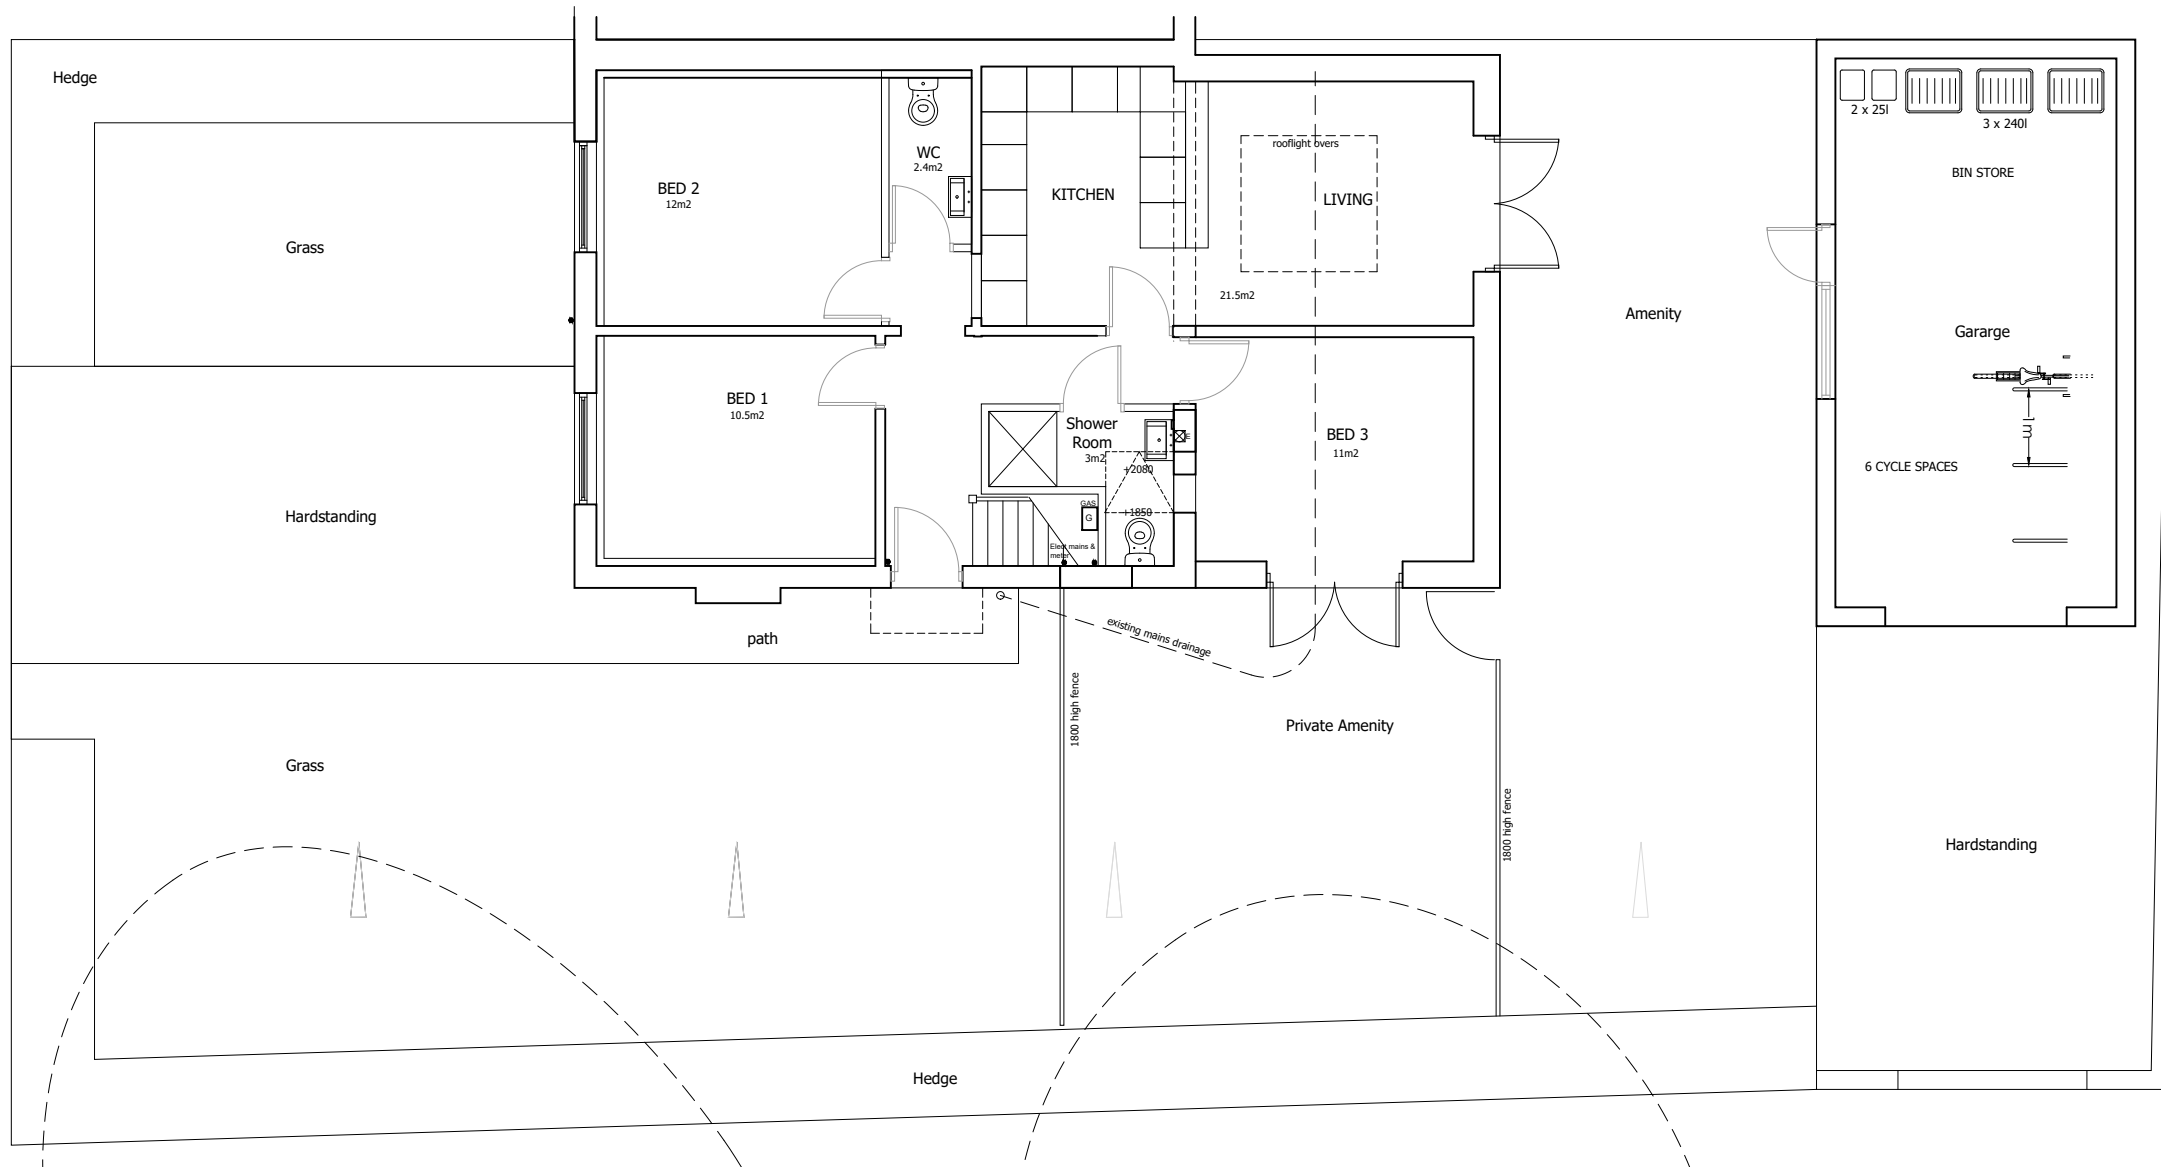 Hedge
Grass
Hardstanding
path
Grass
Hedge
BED 2
12m2
WC
2.4m2
KITCHEN
rooflight overs
LIVING
21.5m2
BED 1
10.5m2
Shower
Room
3m2
+2080
+1850
E
GAS
G
Elect mains &
meter
BED 3
11m2
existing mains drainage
1800 high fence
Private Amenity
1800 high fence
Amenity
2 x 25l
3 x 240l
BIN STORE
Gararge
1m
6 CYCLE SPACES
Hardstanding